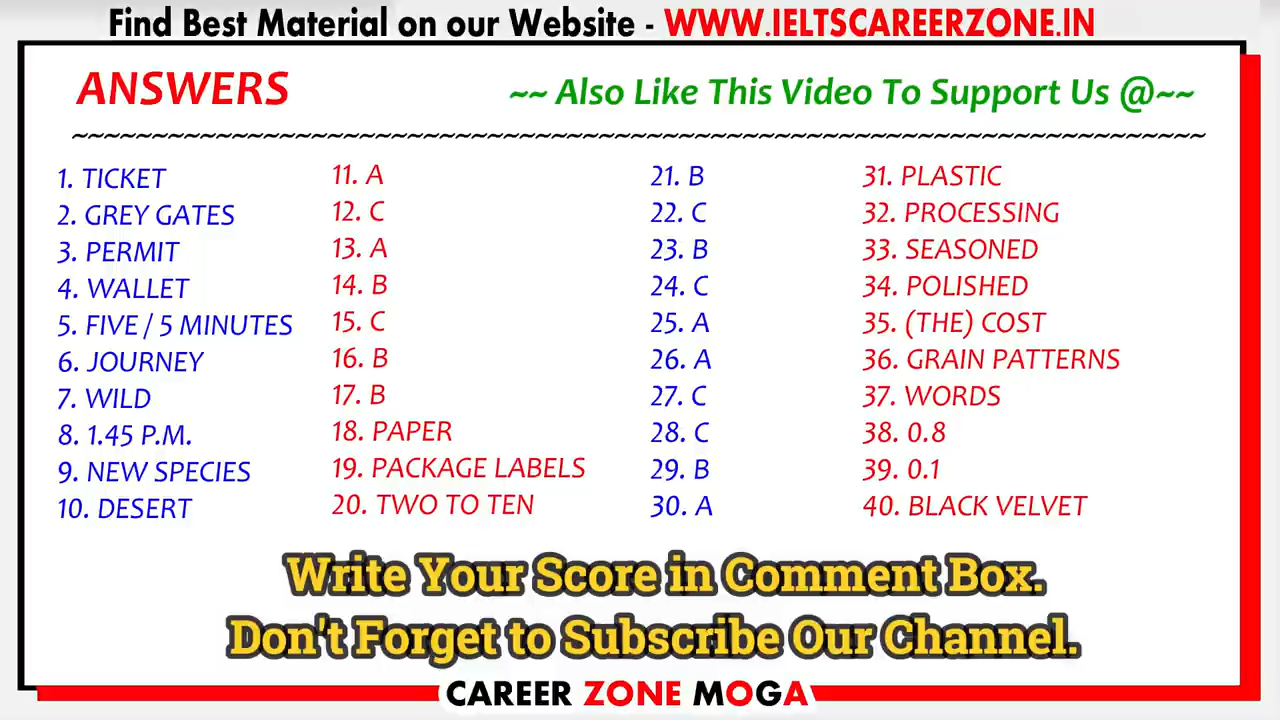 Find Best Material on our Website - WWW.IELTSCAREERZONE.IN
ANSWERS
~~ Also Like This Video To Support Us @~~
1. TICKET
2. GREY GATES
3. PERMIT
4. WALLET
5. FIVE / 5 MINUTES
6. JOURNEY
7. WILD
8. 1.45 P.M.
9. NEW SPECIES
10. DESERT
11. A
12. C
13. A
14. B
15. C
16. B
17. B
18. PAPER
19. PACKAGE LABELS
20. TWO TO TEN
21. B
22. C
23. B
24. C
25. A
26. A
27. C
28. C
29. B
30. A
31. PLASTIC
32. PROCESSING
33. SEASONED
34. POLISHED
35. (THE) COST
36. GRAIN PATTERNS
37. WORDS
38. 0.8
39. 0.1
40. BLACK VELVET
Write Your Score in Comment Box.
Don't Forget to Subscribe Our Channel.
CAREER ZONE MOGA